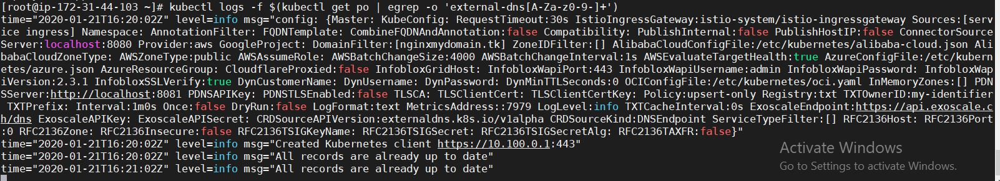 [root@ip-172-31-44-103 ~]# kubectl logs -f $(kubectl get po | egrep -o 'external-dns[A-Za-z0-9-]+')
time="2020-01-21T16:20:02Z" level=info msg="config: {Master: KubeConfig: RequestTimeout:30s IstioIngressGateway:istio-system/istio-ingressgateway Sources:[serv
ice ingress] Namespace: AnnotationFilter: FQDNTemplate: CombineFQDNAndAnnotation:false Compatibility: PublishInternal:false PublishHostIP:false ConnectorSource
Server:localhost:8080 Provider:aws GoogleProject: DomainFilter:[nginxmydomain.tk] ZoneIDFilter:[] AlibabaCloudConfigFile:/etc/kubernetes/alibaba-cloud.json Ali
babaCloudZoneType: AWSZoneType:public AWSAssumeRole: AWSBatchChangeSize:4000 AWSBatchChangeInterval:1s AWSEvaluateTargetHealth:true AzureConfigFile:/etc/kubern
etes/azure.json AzureResourceGroup: CloudflareProxied:false InfobloxGridHost: InfobloxWapiPort:443 InfobloxWapiUsername:admin InfobloxWapiPassword: InfobloxWap
iVersion:2.3.1 InfobloxSSLVerify:true DynCustomerName: DynUsername: DynPassword: DynMinTTLSeconds:0 OCIConfigFile:/etc/kubernetes/oci.yaml InMemoryZones:[] PDN
SServer:http://localhost:8081 PDNSAPIKey: PDNSTLSEnabled:false TLSCA: TLSClientCert: TLSClientCertKey: Policy:upsert-only Registry:txt TXTOwnerID:my-identifier
TXTPrefix: Interval:1m0s Once:false DryRun:false LogFormat:text MetricsAddress::7979 LogLevel:info TXTCacheInterval:0s ExoscaleEndpoint:https://api.exoscale.c
h/dns ExoscaleAPIKey: ExoscaleAPISecret: CRDSourceAPIVersion:externaldns.k8s.io/v1alpha CRDSourceKind:DNSEndpoint ServiceTypeFilter:[] RFC2136Host: RFC2136Port
:0 RFC2136Zone: RFC2136Insecure:false RFC2136TSIGKeyName: RFC2136TSIGSecret: RFC2136TSIGSecretAlg: RFC2136TAXFR:false}"
time="2020-01-21T16:20:02Z" level=info msg="Created Kubernetes client https://10.100.0.1:443"
time="2020-01-21T16:20:02Z" level=info msg="All records are already up to date"
time="2020-01-21T16:21:02Z" level=info msg="All records are already up to date"
Activate Windows
Go to Settings to activate Windows.